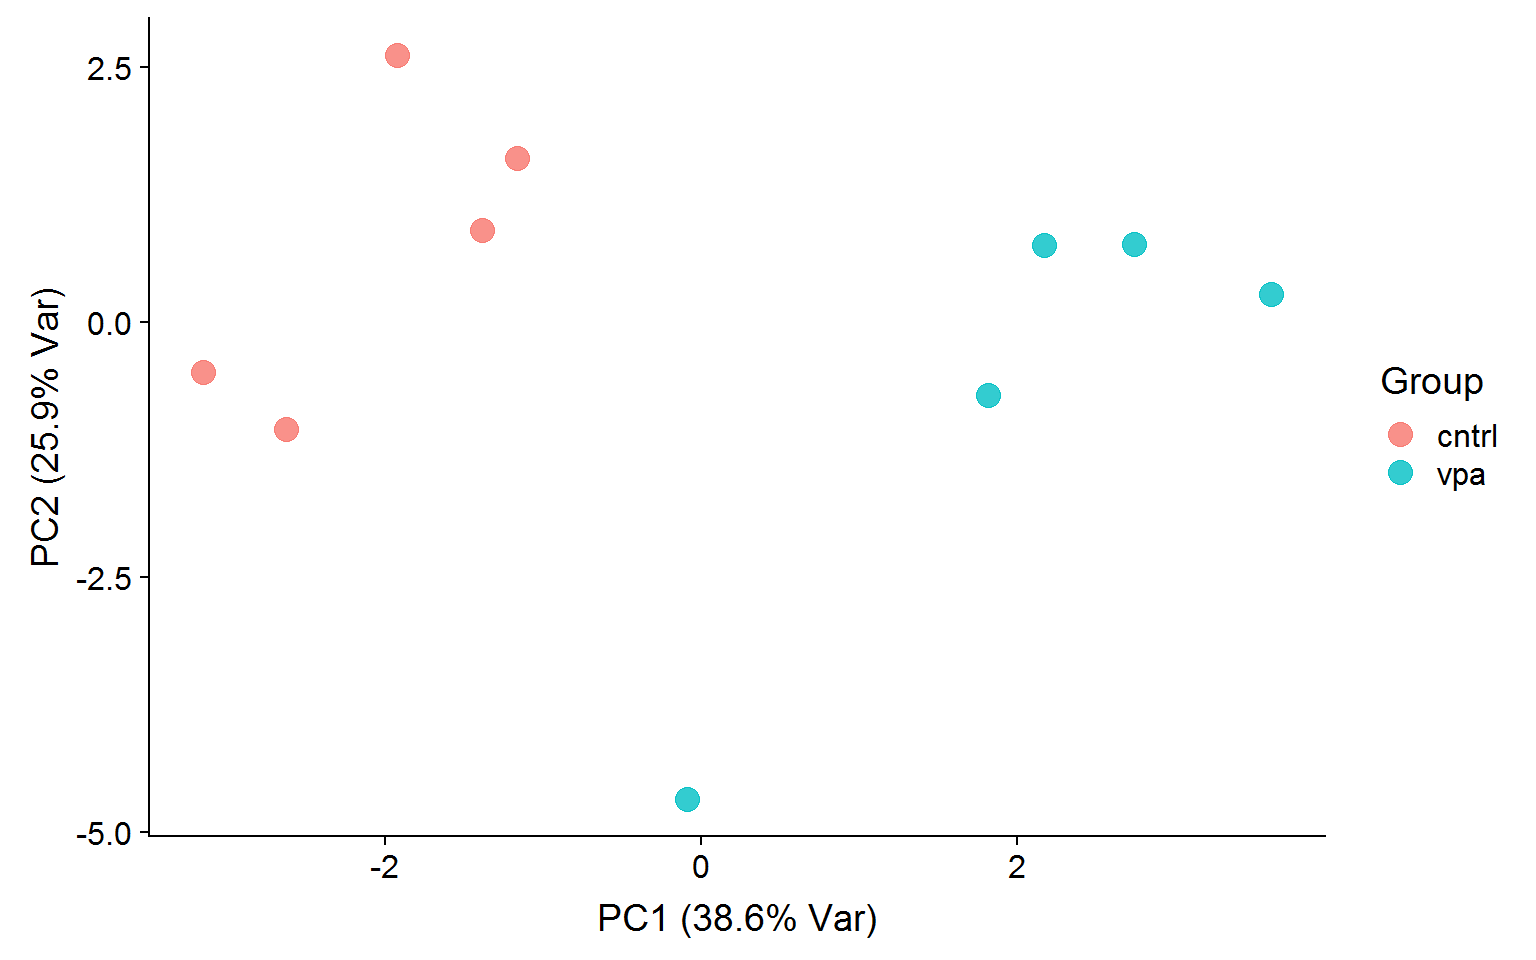 2.5
0.0
-2.5
-5.0
PC2 (25.9% Var)
-2
0
2
PC1 (38.6% Var)
Group
cntrl
vpa